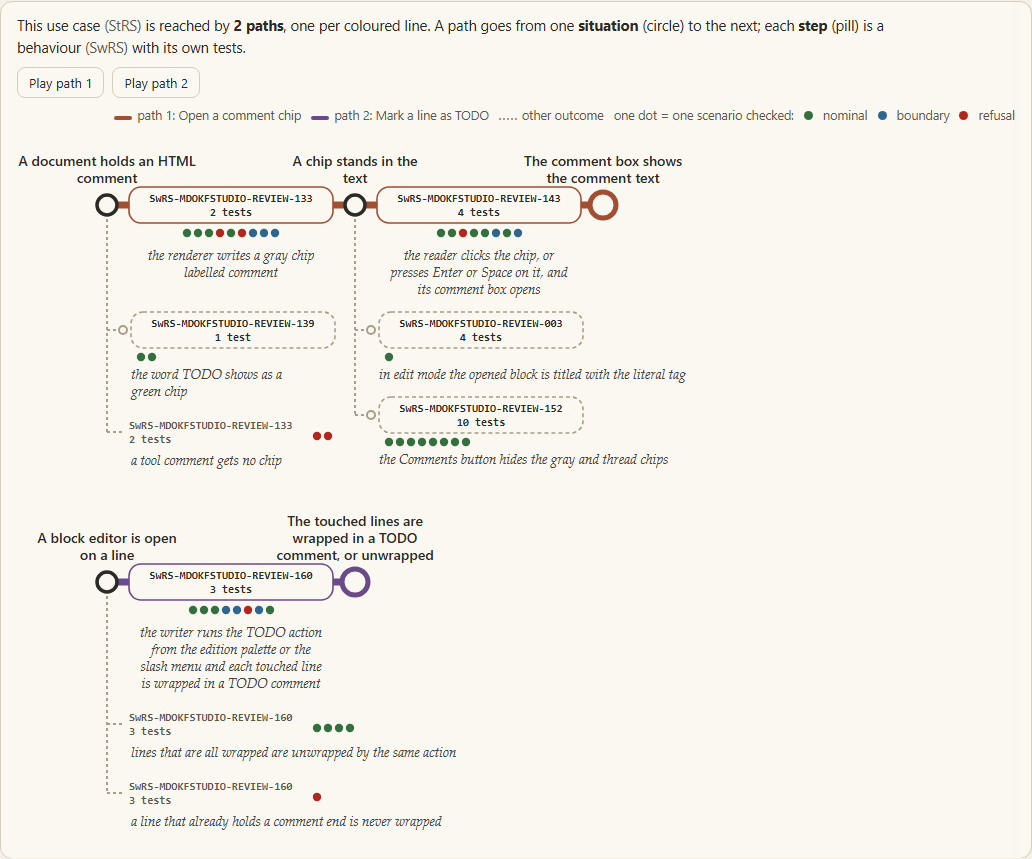 This use case (StRS) is reached by 2 paths, one per coloured line. A path goes from one situation (circle) to the next; each step (pill) is a
behaviour (SwRS) with its own tests.
Play path 1
Play path 2
path 1: Open a comment chip
path 2: Mark a line as TODO
other outcome
one dot = one scenario checked:
nominal
boundary
refusal
A document holds an HTML
comment
A chip stands in the
text
The comment box shows
the comment text
SwRS-MDOKFSTUDIO-REVIEW-133
2 tests
SwRS-MDOKFSTUDIO-REVIEW-143
4 tests
the renderer writes a gray chip
labelled comment
the reader clicks the chip, or
presses Enter or Space on it, and
its comment box opens
SwRS-MDOKFSTUDIO-REVIEW-139
1 test
SwRS-MDOKFSTUDIO-REVIEW-003
4 tests
the word TODO shows as a
green chip
in edit mode the opened block is titled with the literal tag
SwRS-MDOKFSTUDIO-REVIEW-152
10 tests
SwRS-MDOKFSTUDIO-REVIEW-133
2 tests
a tool comment gets no chip
the Comments button hides the gray and thread chips
A block editor is open
on a line
The touched lines are
wrapped in a TODO
comment, or unwrapped
SwRS-MDOKFSTUDIO-REVIEW-160
3 tests
the writer runs the TODO action
from the edition palette or the
slash menu and each touched line
is wrapped in a TODO comment
SwRS-MDOKFSTUDIO-REVIEW-160
3 tests
lines that are all wrapped are unwrapped by the same action
SwRS-MDOKFSTUDIO-REVIEW-160
3 tests
a line that already holds a comment end is never wrapped